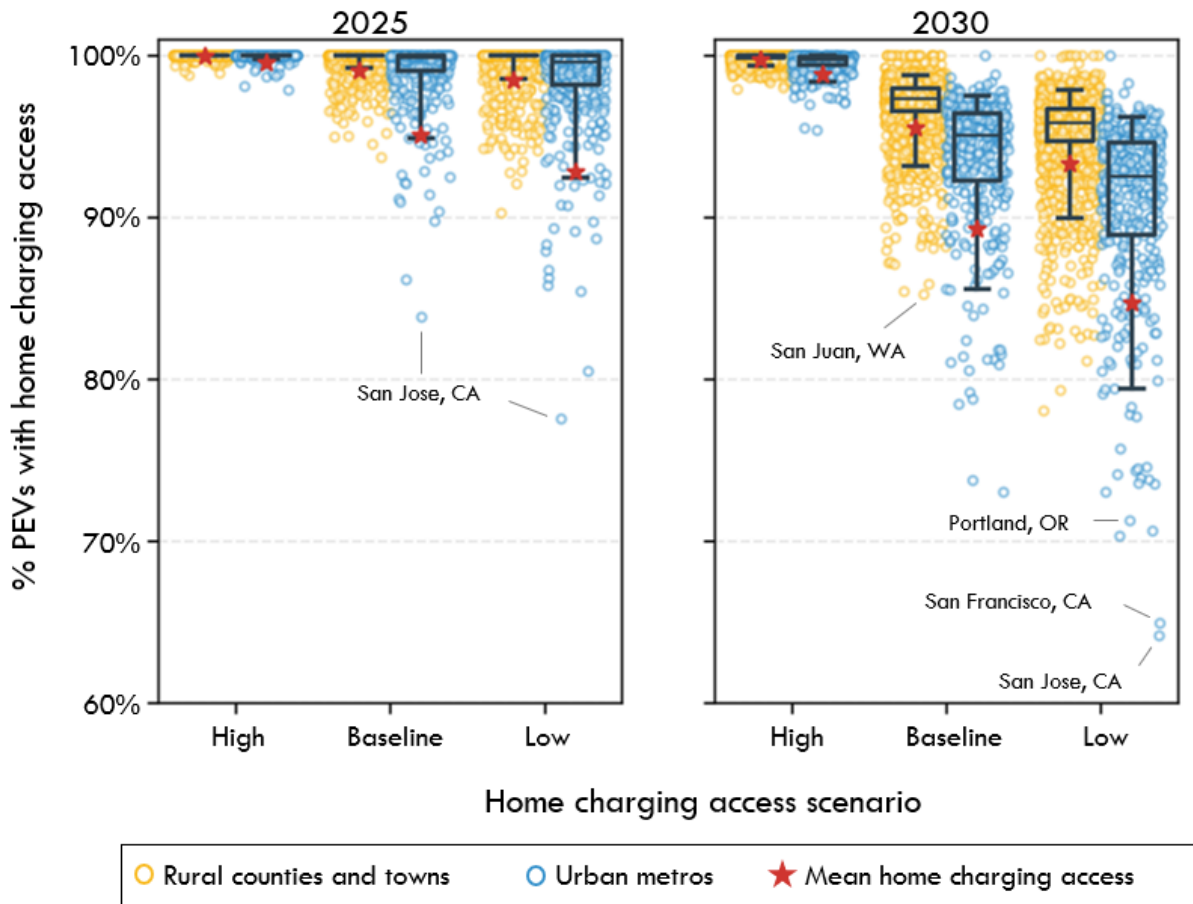 2025
2030
% PEVs with home charging access
100%
90%
80%
70%
60%
San Jose, CA
San Juan, WA
Portland, OR
San Francisco, CA
San Jose, CA
High
Baseline
Low
High
Baseline
Low
Home charging access scenario
Rural counties and towns
Urban metros
Mean home charging access